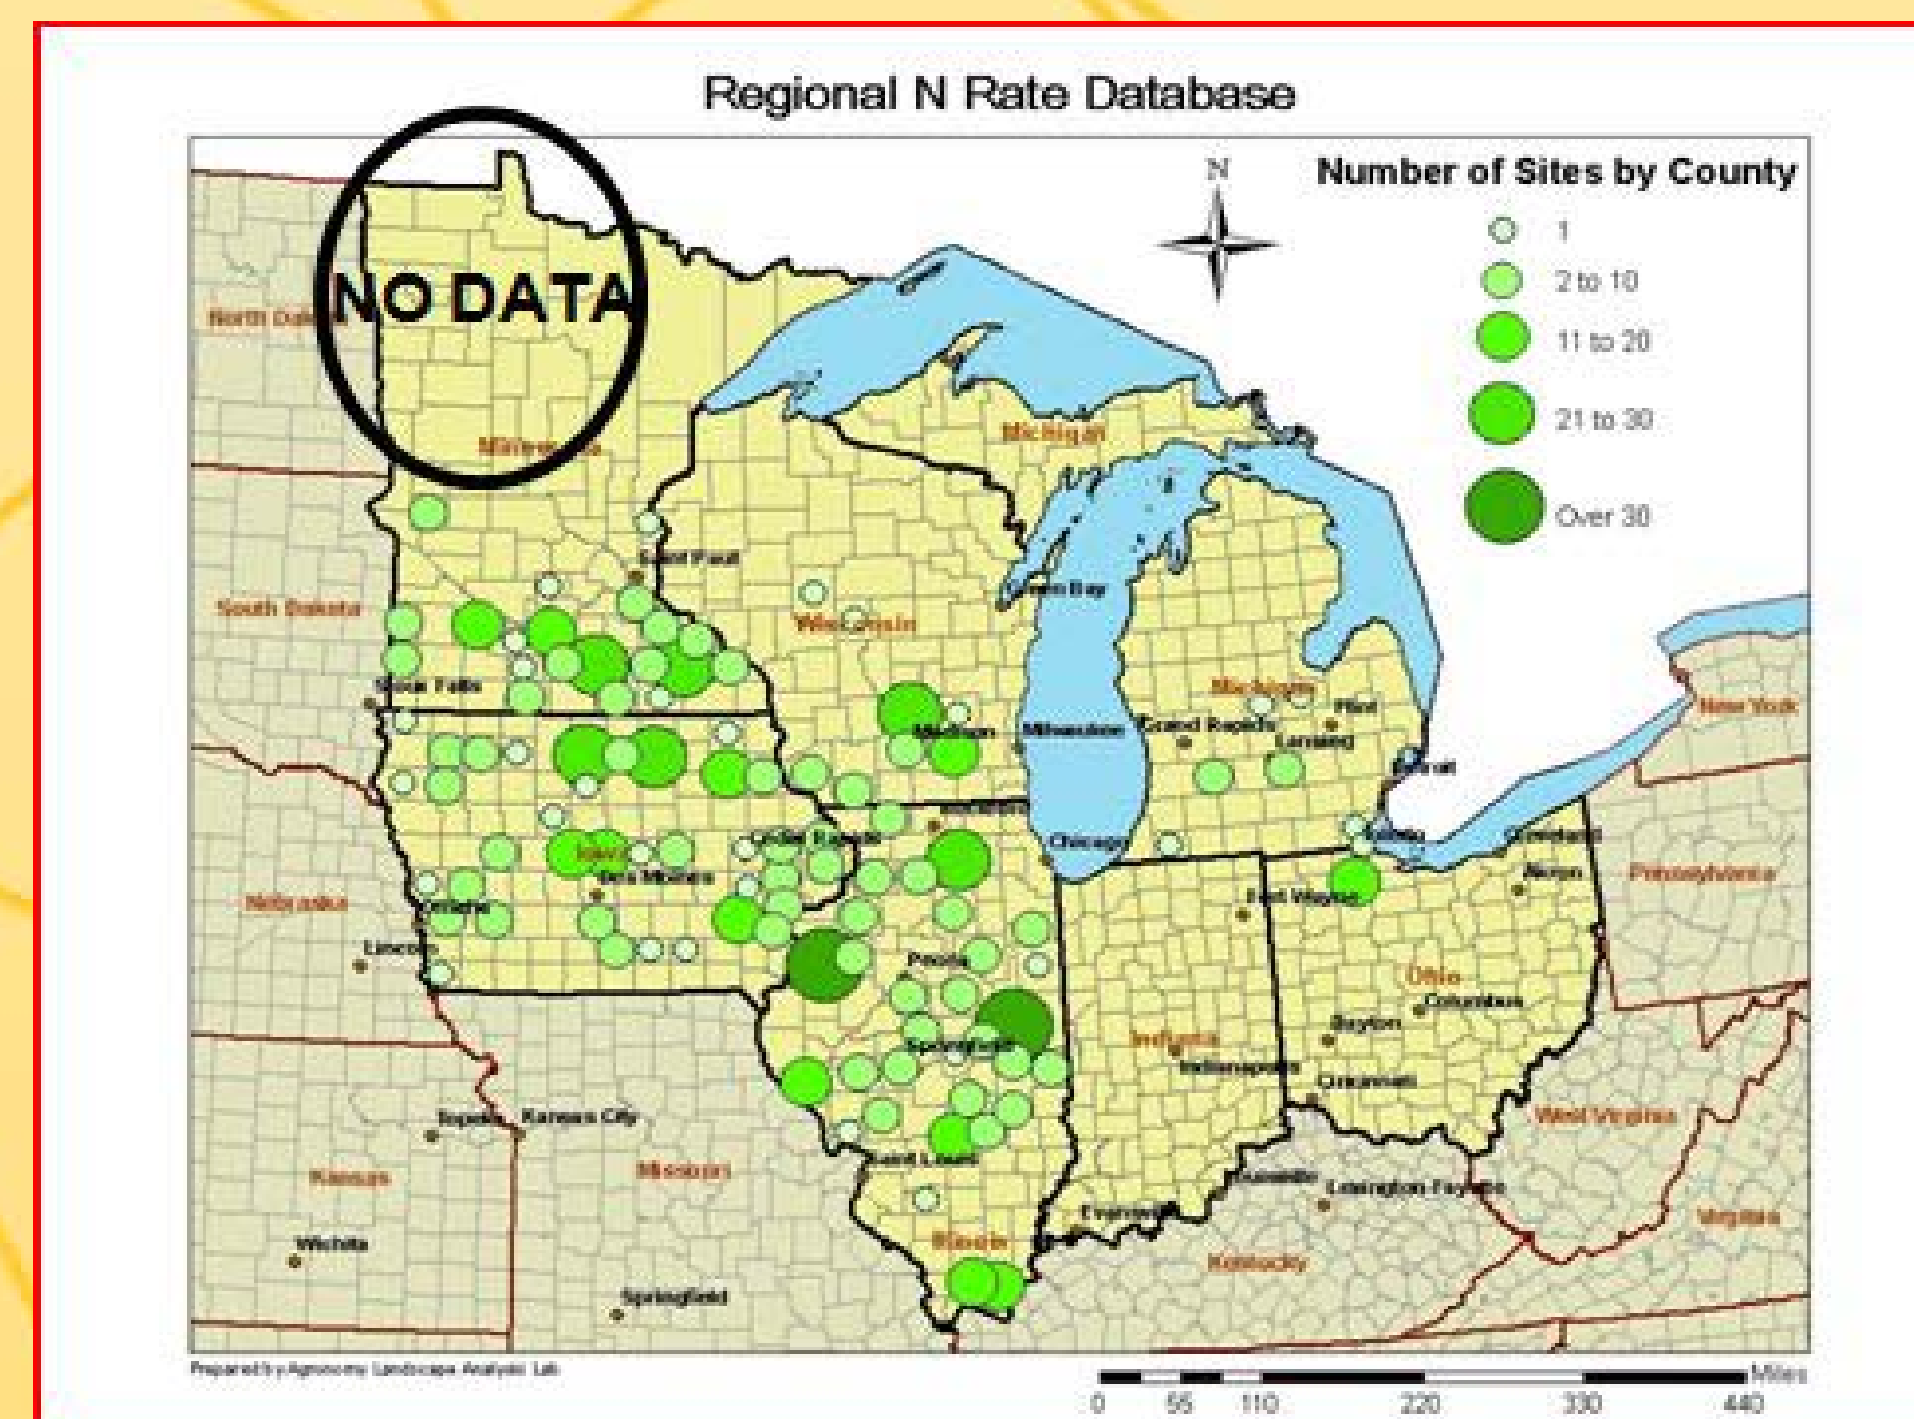 Regional N Rate Database
N
Number of Sites by County
1
2 to 10
11 to 20
21 to 30
Over 30
NO DATA
North Dak
Michigan
Saint Paul
Green Bay
South Dakota
Wisconsin
Sioux Falls
Michigan
Flint
New York
Madison
Milwaukee
Grand Rapids
Lansing
Detroit
Cedar Rapids
Chicago
Toledo
Cleveland
Iowa
Des Moines
Akron
Pennsylvania
Nebraska
Omaha
Fort Wayne
Lincoln
Peoria
Ohio
Columbus
Dayton
Springfield
Indiana
Indianapolis
Cincinnati
Topeka
Kansas City
West Virginia
Saint Louis
Kansas
Missouri
Lexington-Fayette
Evansville
Virginia
Wichita
Illinois
Kentucky
Springfield
Prepared by Agronomy Landscape Analysis Lab
Miles
0 55 110 220 330 440